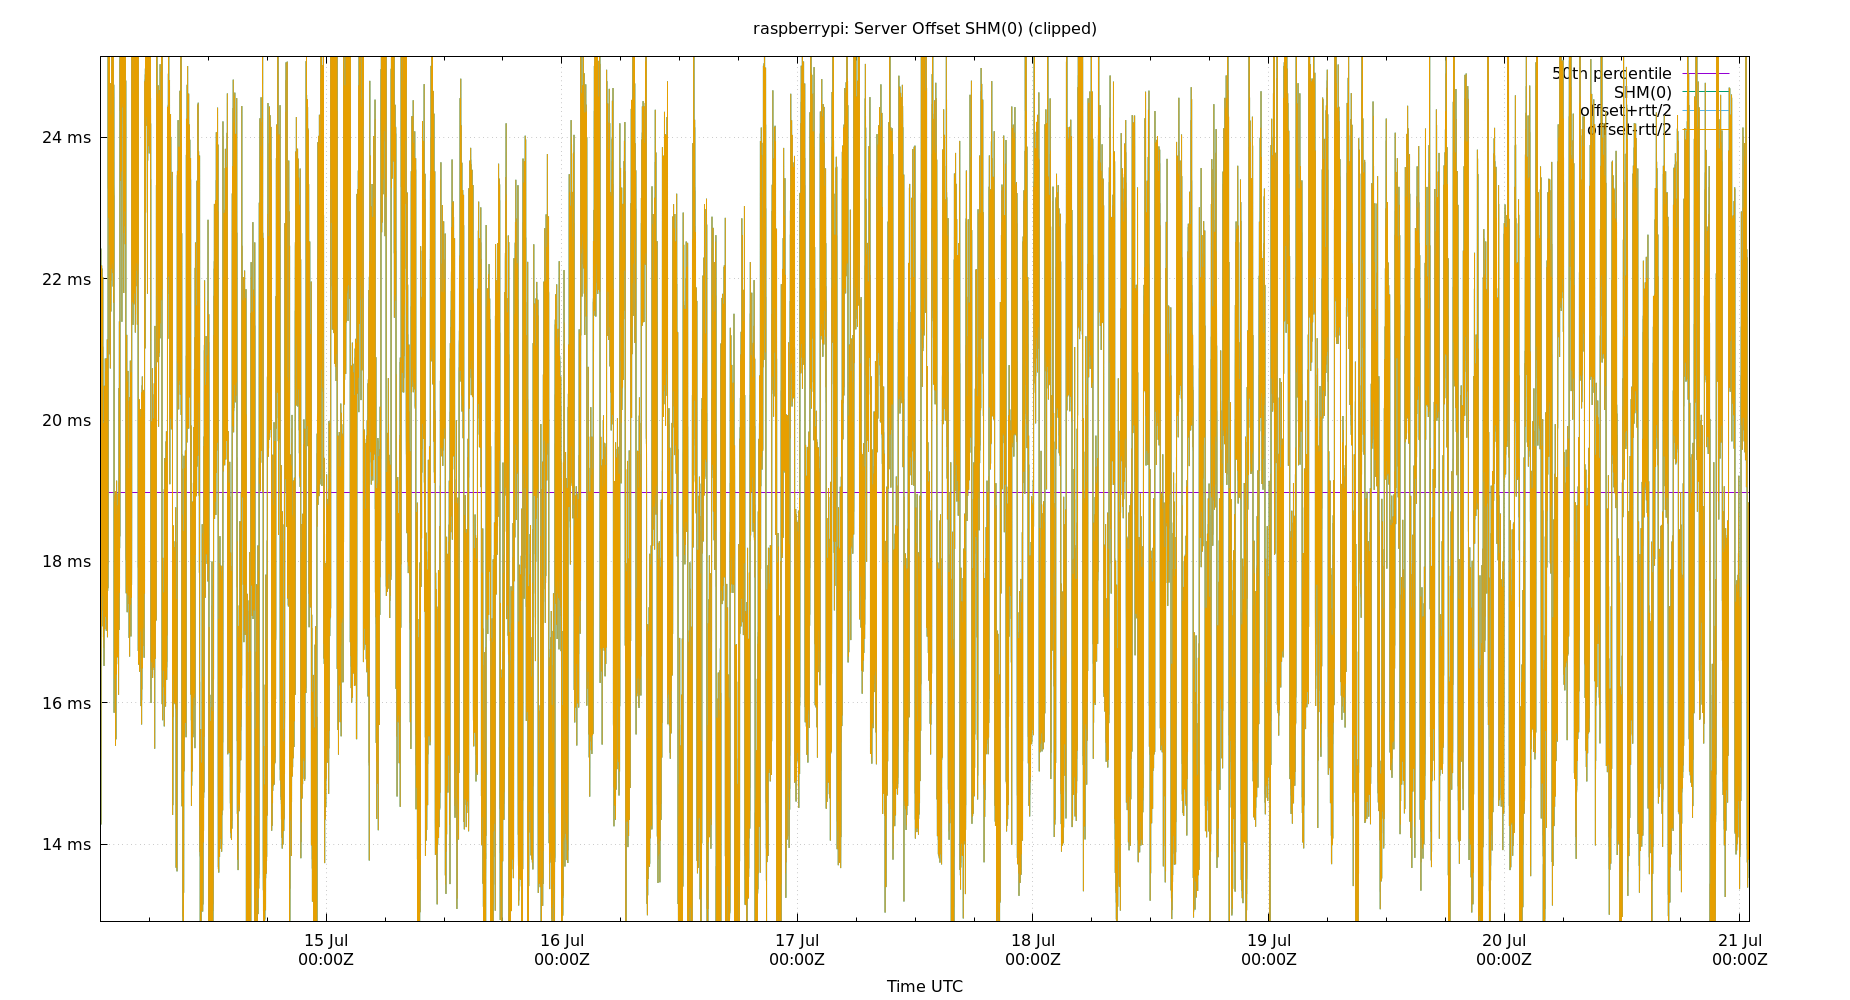 raspberrypi: Server Offset SHM(0) (clipped)
50th percentile
SHM(0)
offset+rtt/2
offset-rtt/2
24 ms
22 ms
20 ms
18 ms
16 ms
14 ms
15 Jul 16 Jul 17 Jul 18 Jul 19 Jul 20 Jul 21 Jul
00:00Z 00:00Z 00:00Z 00:00Z 00:00Z 00:00Z 00:00Z
Time UTC